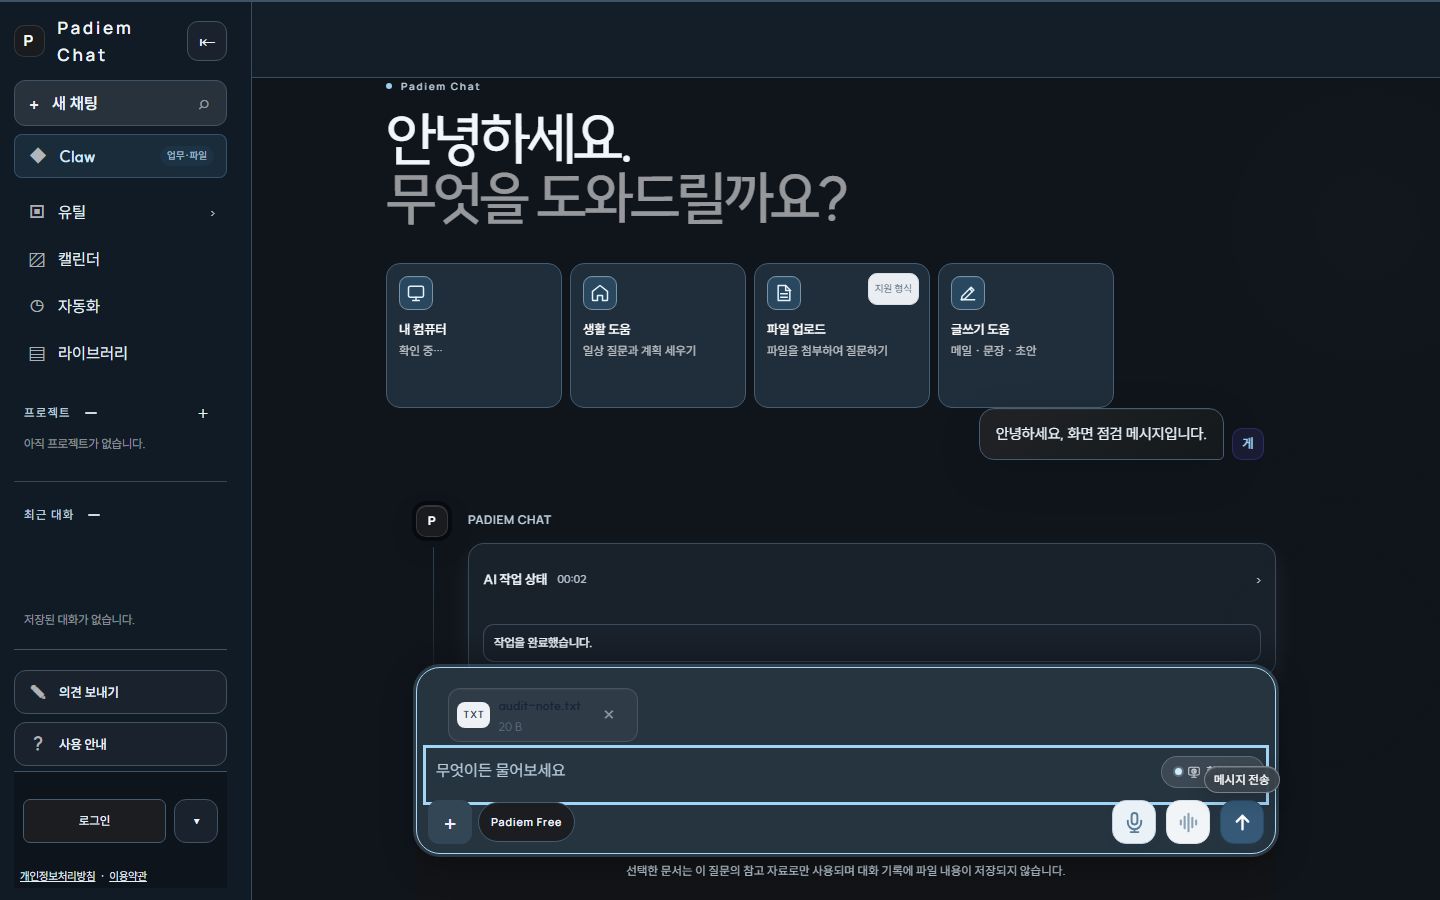 P
Padiem
Chat
+ 새 채팅
Claw 업무·파일
유틸
캘린더
자동화
라이브러리
프로젝트
아직 프로젝트가 없습니다.
최근 대화
저장된 대화가 없습니다.
의견 보내기
? 사용 안내
로그인
개인정보처리방침 · 이용약관
Padiem Chat
안녕하세요.
무엇을 도와드릴까요?
내 컴퓨터
확인 중…
생활 도움
일상 질문과 계획 세우기
지원 형식
파일 업로드
파일을 첨부하여 질문하기
글쓰기 도움
메일 · 문장 · 초안
안녕하세요, 화면 점검 메시지입니다.
게
P
PADIEM CHAT
AI 작업 상태 00:02
작업을 완료했습니다.
TXT
audit-note.txt
20 B
무엇이든 물어보세요
메시지 전송
Padiem Free
선택한 문서는 이 질문의 참고 자료로만 사용되며 대화 기록에 파일 내용이 저장되지 않습니다.